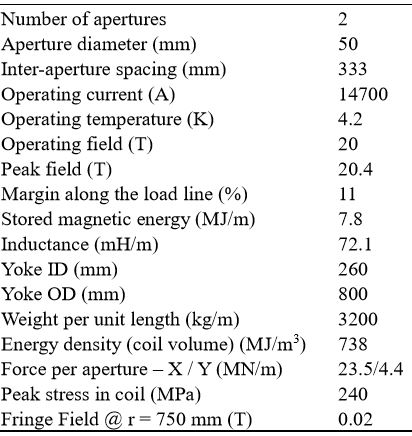 Number of apertures 2
Aperture diameter (mm) 50
Inter-aperture spacing (mm) 333
Operating current (A) 14700
Operating temperature (K) 4.2
Operating field (T) 20
Peak field (T) 20.4
Margin along the load line (%) 11
Stored magnetic energy (MJ/m) 7.8
Inductance (mH/m) 72.1
Yoke ID (mm) 260
Yoke OD (mm) 800
Weight per unit length (kg/m) 3200
Energy density (coil volume) (MJ/m³) 738
Force per aperture – X / Y (MN/m) 23.5/4.4
Peak stress in coil (MPa) 240
Fringe Field @ r = 750 mm (T) 0.02